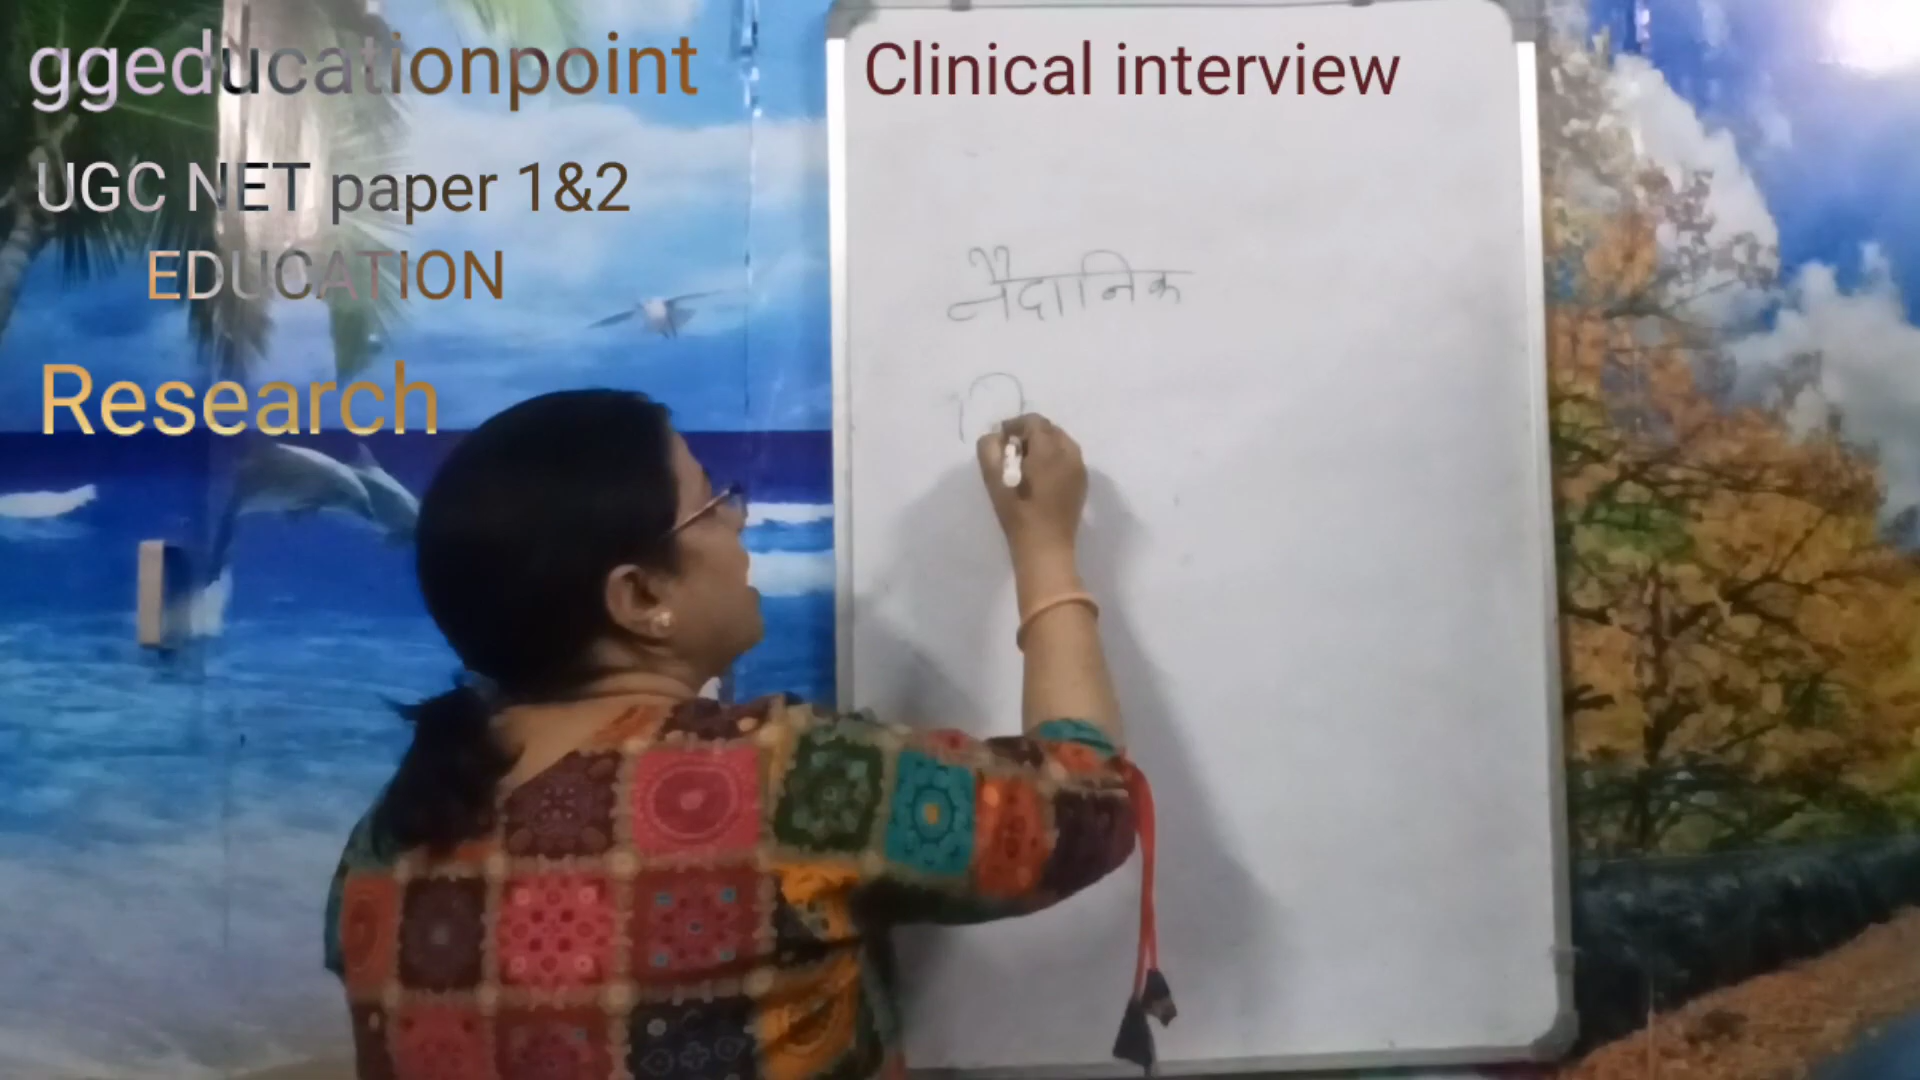 ggeducationpoint
UGC NET paper 1&2
EDUCATION
Research
Clinical interview
नैदानिक